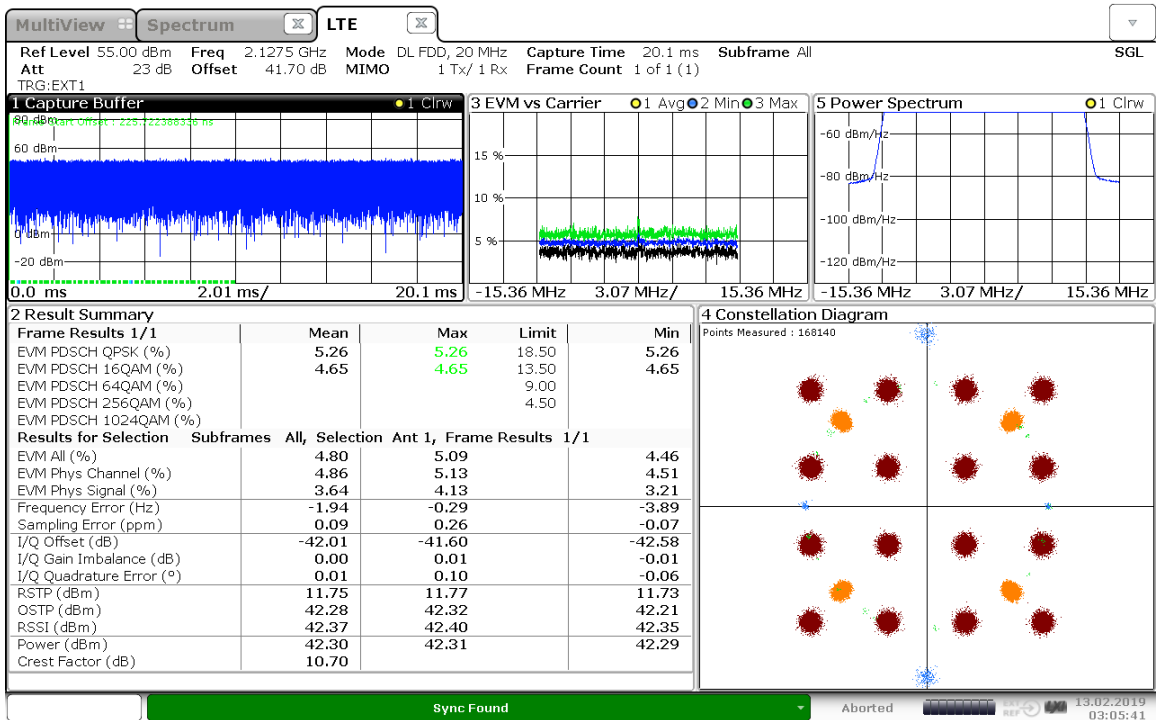 MultiView Spectrum LTE
Ref Level 55.00 dBm Freq 2.1275 GHz Mode DL FDD, 20 MHz Capture Time 20.1 ms Subframe All SGL
Att 23 dB Offset 41.70 dB MIMO 1 Tx/ 1 Rx Frame Count 1 of 1 (1)
TRG:EXT1
1 Capture Buffer 1 Clrw
80 dBm
Frame Start Offset : 225.722388336 ns
60 dBm
0 dBm
-20 dBm
0.0 ms 2.01 ms/ 20.1 ms
3 EVM vs Carrier 1 Avg 2 Min 3 Max
15 %
10 %
5 %
-15.36 MHz 3.07 MHz/ 15.36 MHz
5 Power Spectrum 1 Clrw
-60 dBm/Hz
-80 dBm/Hz
-100 dBm/Hz
-120 dBm/Hz
-15.36 MHz 3.07 MHz/ 15.36 MHz
2 Result Summary
Frame Results 1/1 Mean Max Limit Min
EVM PDSCH QPSK (%) 5.26 5.26 18.50 5.26
EVM PDSCH 16QAM (%) 4.65 4.65 13.50 4.65
EVM PDSCH 64QAM (%) 9.00
EVM PDSCH 256QAM (%) 4.50
EVM PDSCH 1024QAM (%)
Results for Selection Subframes All, Selection Ant 1, Frame Results 1/1
EVM All (%) 4.80 5.09 4.46
EVM Phys Channel (%) 4.86 5.13 4.51
EVM Phys Signal (%) 3.64 4.13 3.21
Frequency Error (Hz) -1.94 -0.29 -3.89
Sampling Error (ppm) 0.09 0.26 -0.07
I/Q Offset (dB) -42.01 -41.60 -42.58
I/Q Gain Imbalance (dB) 0.00 0.01 -0.01
I/Q Quadrature Error (°) 0.01 0.10 -0.06
RSTP (dBm) 11.75 11.77 11.73
OSTP (dBm) 42.28 42.32 42.21
RSSI (dBm) 42.37 42.40 42.35
Power (dBm) 42.30 42.31 42.29
Crest Factor (dB) 10.70
4 Constellation Diagram
Points Measured : 168140
Sync Found
Aborted
EXT
REF
13.02.2019
03:05:41